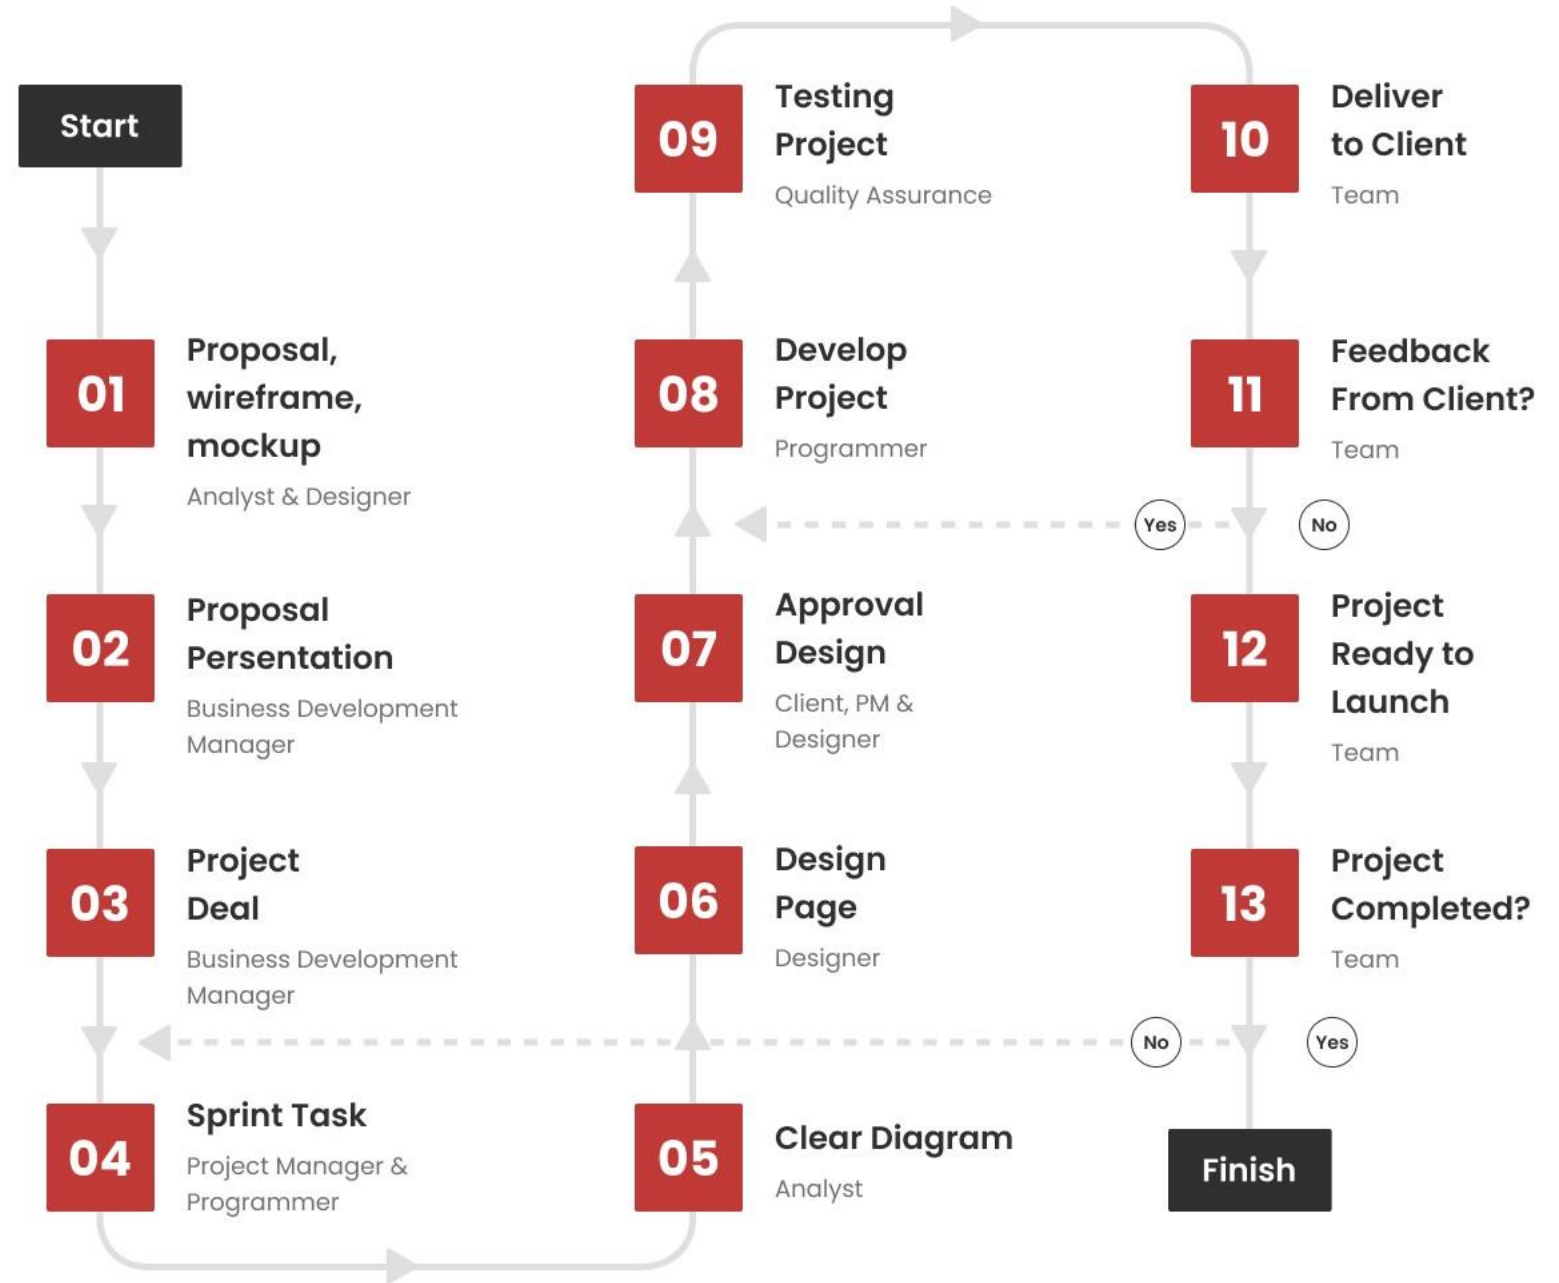 Start
01
Proposal,
wireframe,
mockup
Analyst & Designer
02
Proposal
Persentation
Business Development
Manager
03
Project
Deal
Business Development
Manager
04
Sprint Task
Project Manager &
Programmer
05
Clear Diagram
Analyst
06
Design
Page
Designer
07
Approval
Design
Client, PM &
Designer
08
Develop
Project
Programmer
09
Testing
Project
Quality Assurance
10
Deliver
to Client
Team
11
Feedback
From Client?
Team
Yes
No
12
Project
Ready to
Launch
Team
13
Project
Completed?
Team
No
Yes
Finish